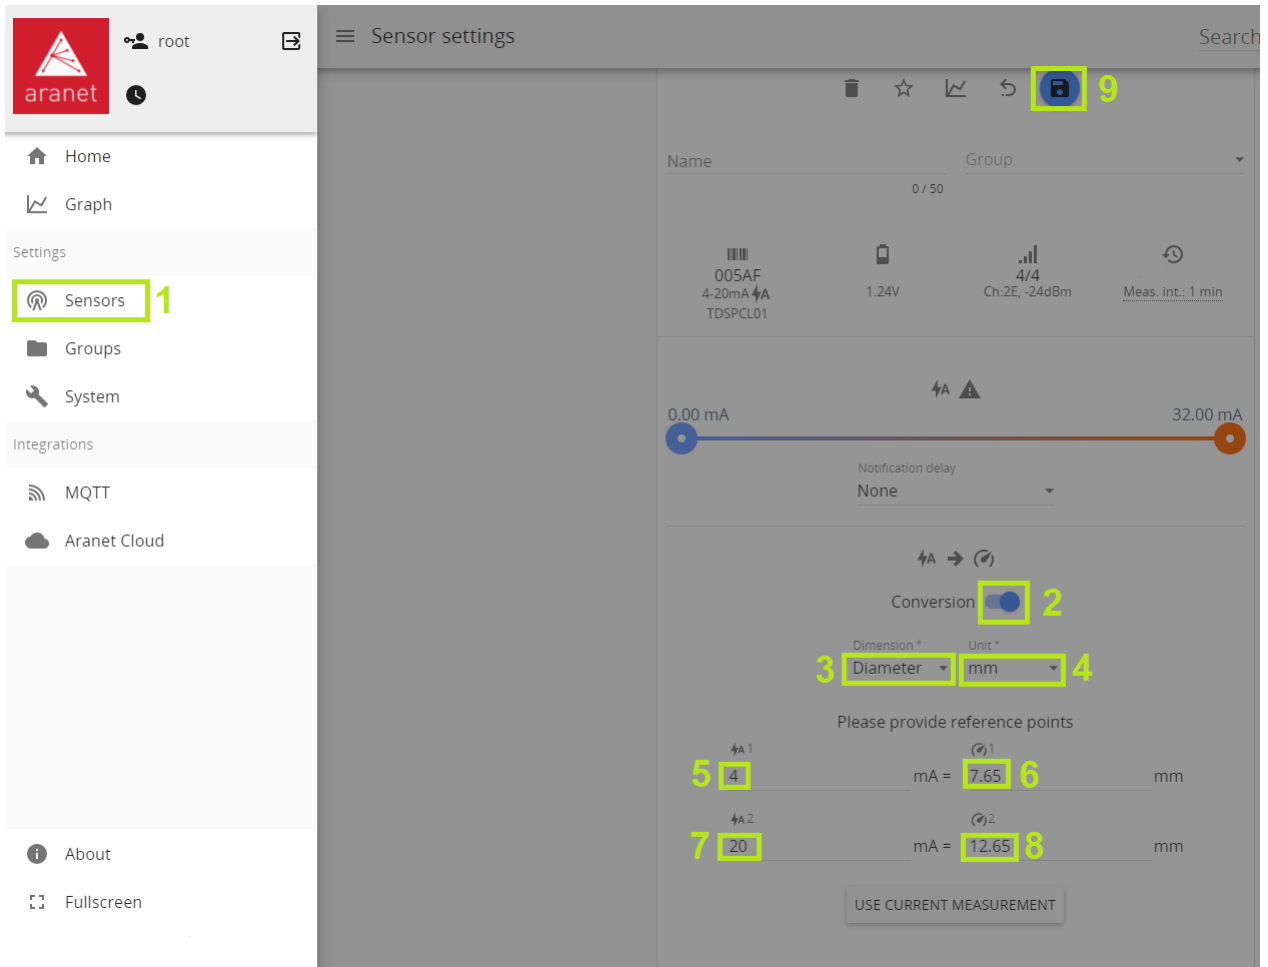 root
aranet
Home
Graph
Settings
Sensors 1
Groups
System
Integrations
MQTT
Aranet Cloud
About
Fullscreen
Sensor settings
Search
9
Name
Group
0 / 50
005AF
4-20mA A
TDSPCL01
1.24V
4/4
Ch:2E, -24dBm
Meas. int.: 1 min
A
0.00 mA 32.00 mA
Notification delay
None
A
Conversion 2
Dimension * Unit *
3 Diameter mm 4
Please provide reference points
A 1 1
5 4 mA = 7.65 6 mm
A 2 2
7 20 mA = 12.65 8 mm
USE CURRENT MEASUREMENT